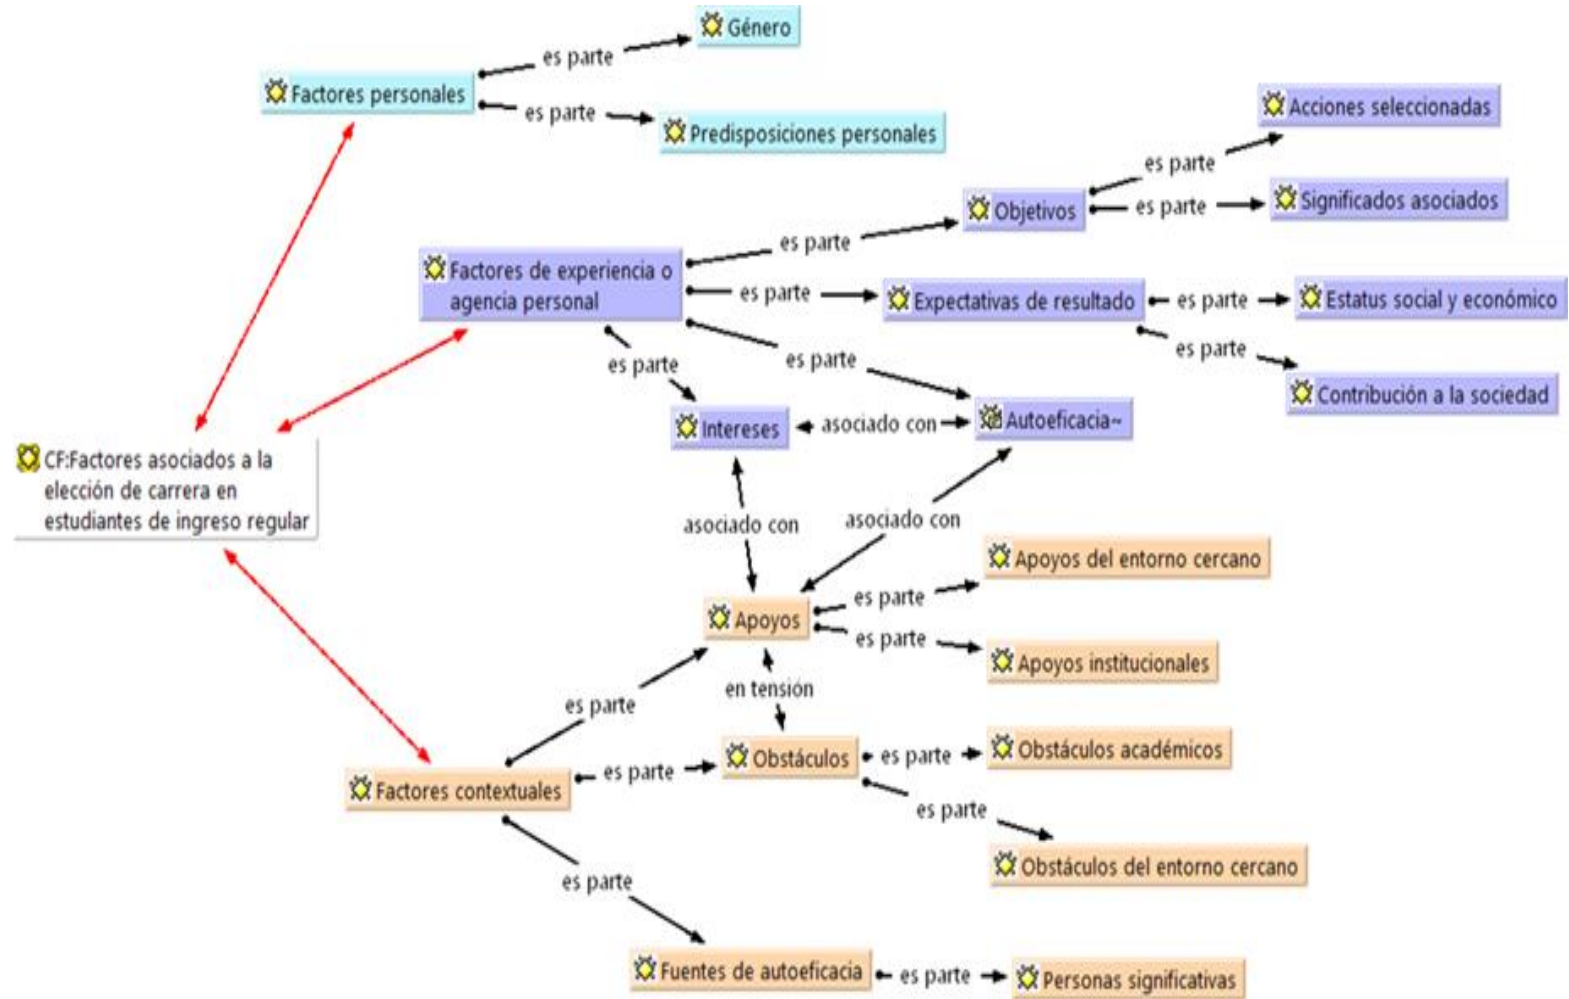 Género
es parte
Factores personales
es parte
Predisposiciones personales
Acciones seleccionadas
es parte
Objetivos
es parte
Significados asociados
es parte
Factores de experiencia o
agencia personal
es parte
Expectativas de resultado
es parte
Estatus social y económico
es parte
es parte
es parte
Contribución a la sociedad
Intereses
asociado con
Autoeficacia~
CF:Factores asociados a la
elección de carrera en
estudiantes de ingreso regular
asociado con
asociado con
Apoyos del entorno cercano
es parte
Apoyos
es parte
Apoyos institucionales
en tensión
es parte
Obstáculos
es parte
Obstáculos académicos
es parte
Factores contextuales
es parte
Obstáculos del entorno cercano
es parte
Fuentes de autoeficacia
es parte
Personas significativas